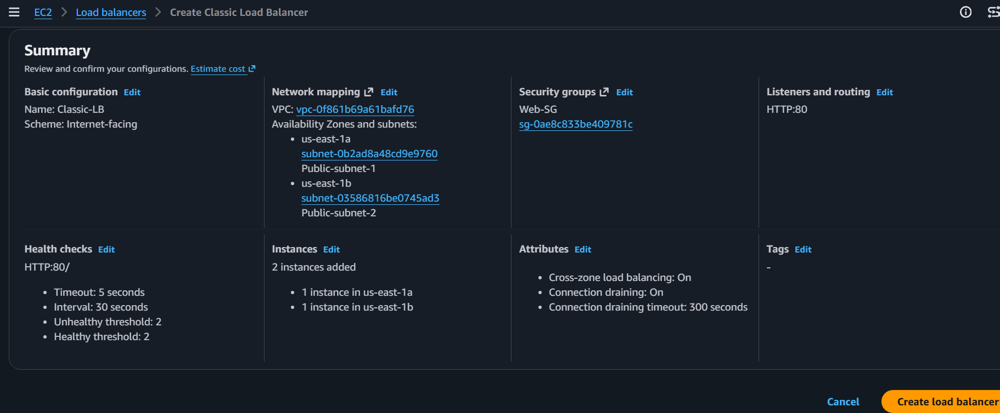 EC2 > Load balancers > Create Classic Load Balancer
Summary
Review and confirm your configurations. Estimate cost
Basic configuration Edit
Name: Classic-LB
Scheme: Internet-facing
Network mapping Edit
VPC: vpc-0f861b69a61bafd76
Availability Zones and subnets:
• us-east-1a
subnet-0b2ad8a48cd9e9760
Public-subnet-1
• us-east-1b
subnet-03586816be0745ad3
Public-subnet-2
Security groups Edit
Web-SG
sg-0ae8c833be409781c
Listeners and routing Edit
HTTP:80
Health checks Edit
HTTP:80/
• Timeout: 5 seconds
• Interval: 30 seconds
• Unhealthy threshold: 2
• Healthy threshold: 2
Instances Edit
2 instances added
• 1 instance in us-east-1a
• 1 instance in us-east-1b
Attributes Edit
• Cross-zone load balancing: On
• Connection draining: On
• Connection draining timeout: 300 seconds
Tags Edit
-
Cancel
Create load balancer